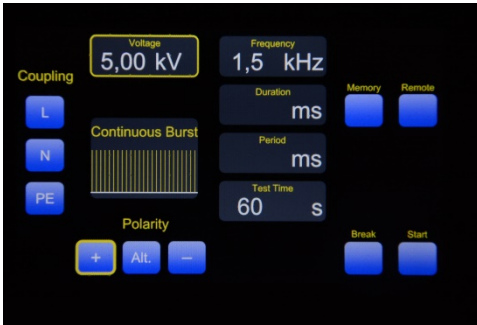 Voltage
5,00 kV
Frequency
1,5 kHz
Coupling
Duration
ms
Memory
Remote
L
Continuous Burst
Period
ms
N
PE
Test Time
60 s
Polarity
+ Alt. −
Break
Start